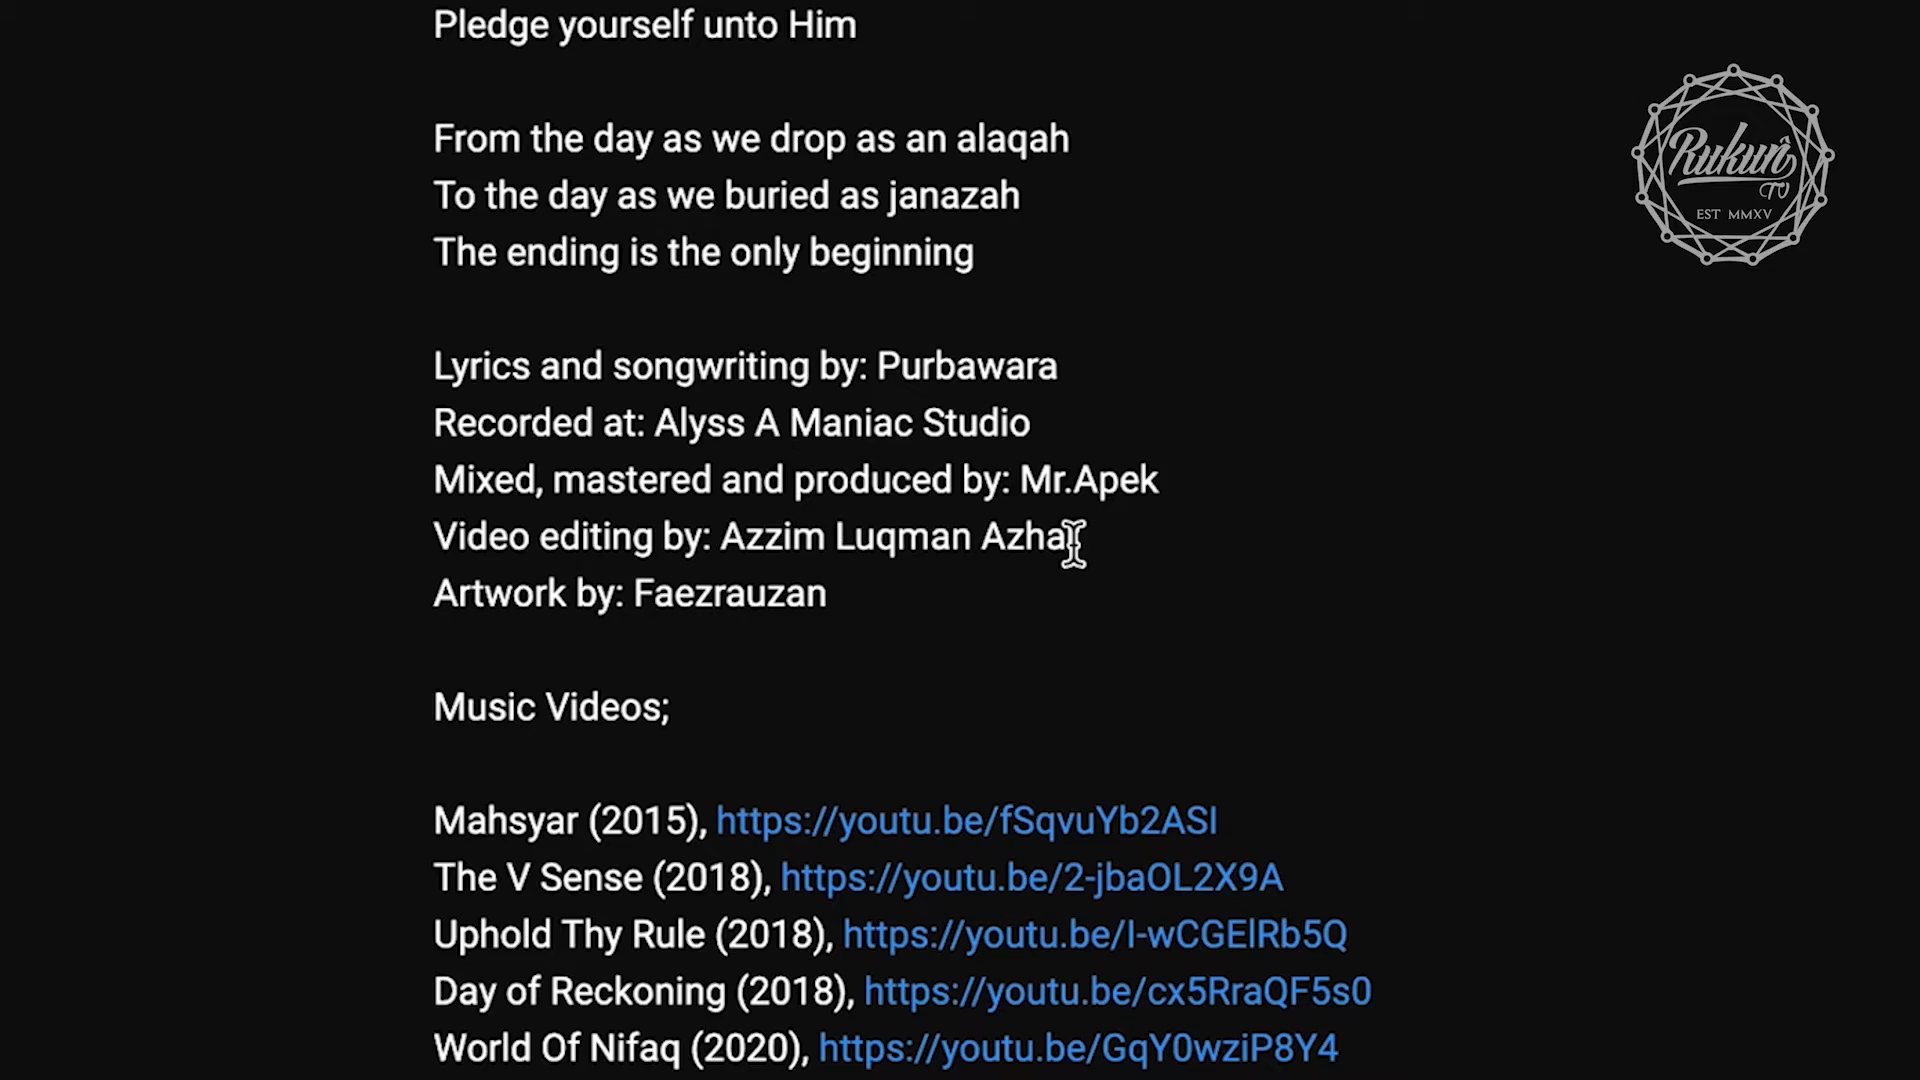 Pledge yourself unto Him
From the day as we drop as an alaqah
To the day as we buried as janazah
The ending is the only beginning
Lyrics and songwriting by: Purbawara
Recorded at: Alyss A Maniac Studio
Mixed, mastered and produced by: Mr.Apek
Video editing by: Azzim Luqman
Artwork by: Faezrauzan
Music Videos;
Mahsyar (2015), https://youtu.be/fSqvuYb2ASI
The V Sense (2018), https://youtu.be/2-jbaOL2X9A
Uphold Thy Rule (2018), https://youtu.be/I-wCGElRb5Q
Day of Reckoning (2018), https://youtu.be/cx5RraQF5s0
World Of Nifaq (2020), https://youtu.be/GqY0wziP8Y4
Rukun
TV
EST MMXV